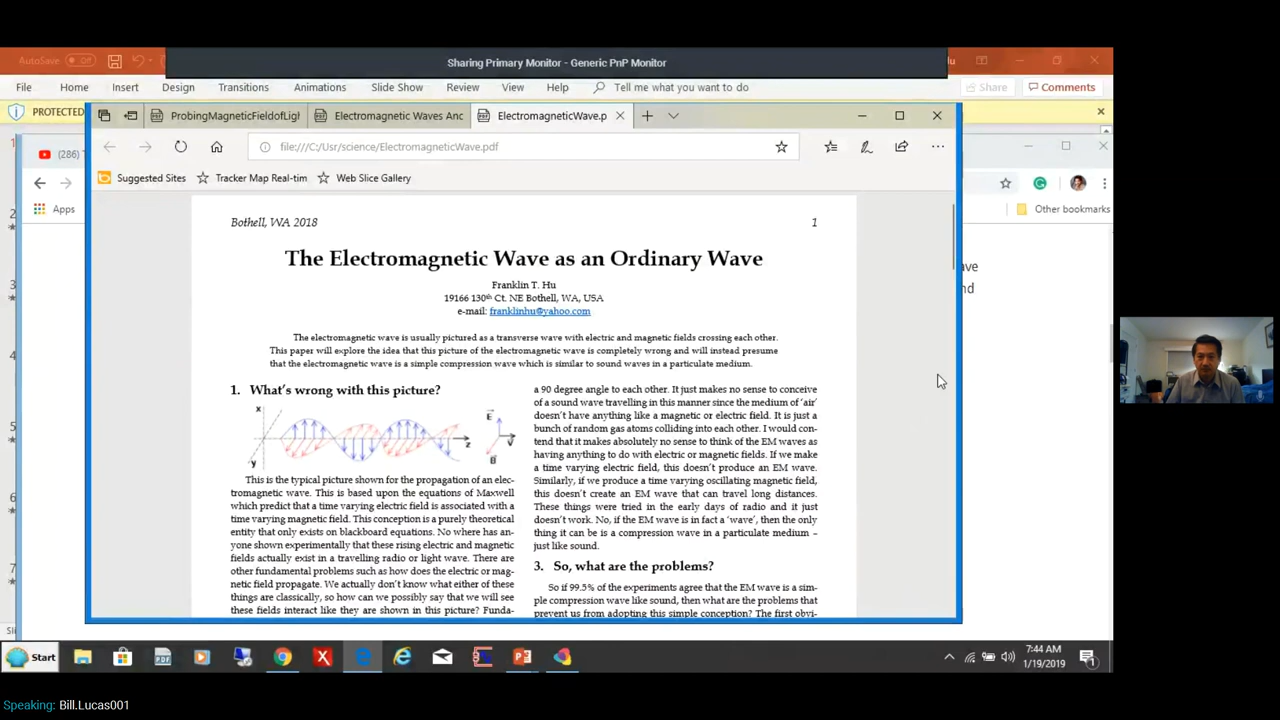 AutoSave Off
Sharing Primary Monitor - Generic PnP Monitor
File Home Insert Design Transitions Animations Slide Show Review View Help Tell me what you want to do Share Comments
PROTECTED
ProbingMagneticFieldofLigh Electromagnetic Waves Anc ElectromagneticWave.p
(286)
file:///C:/Usr/science/ElectromagneticWave.pdf
Suggested Sites Tracker Map Real-tim Web Slice Gallery
Apps
Other bookmarks
Bothell, WA 2018 1
The Electromagnetic Wave as an Ordinary Wave
Franklin T. Hu
19166 130th Ct. NE Bothell, WA, USA
e-mail: franklinhu@yahoo.com
The electromagnetic wave is usually pictured as a transverse wave with electric and magnetic fields crossing each other.
This paper will explore the idea that this picture of the electromagnetic wave is completely wrong and will instead presume
that the electromagnetic wave is a simple compression wave which is similar to sound waves in a particulate medium.
1. What's wrong with this picture?
x
E
z
V
y
B
This is the typical picture shown for the propagation of an elec-
tromagnetic wave. This is based upon the equations of Maxwell
which predict that a time varying electric field is associated with a
time varying magnetic field. This conception is a purely theoretical
entity that only exists on blackboard equations. No where has an-
yone shown experimentally that these rising electric and magnetic
fields actually exist in a travelling radio or light wave. There are
other fundamental problems such as how does the electric or mag-
netic field propagate. We actually don't know what either of these
things are classically, so how can we possibly say that we will see
these fields interact like they are shown in this picture? Funda-
a 90 degree angle to each other. It just makes no sense to conceive
of a sound wave travelling in this manner since the medium of 'air'
doesn't have anything like a magnetic or electric field. It is just a
bunch of random gas atoms colliding into each other. I would con-
tend that it makes absolutely no sense to think of the EM waves as
having anything to do with electric or magnetic fields. If we make
a time varying electric field, this doesn't produce an EM wave.
Similarly, if we produce a time varying oscillating magnetic field,
this doesn't create an EM wave that can travel long distances.
These things were tried in the early days of radio and it just
doesn't work. No, if the EM wave is in fact a 'wave', then the only
thing it can be is a compression wave in a particulate medium –
just like sound.
3. So, what are the problems?
So if 99.5% of the experiments agree that the EM wave is a sim-
ple compression wave like sound, then what are the problems that
prevent us from adopting this simple conception? The first obvi-
1
2
3
4
5
6
7
Start
7:44 AM
1/19/2019
Speaking: Bill.Lucas001